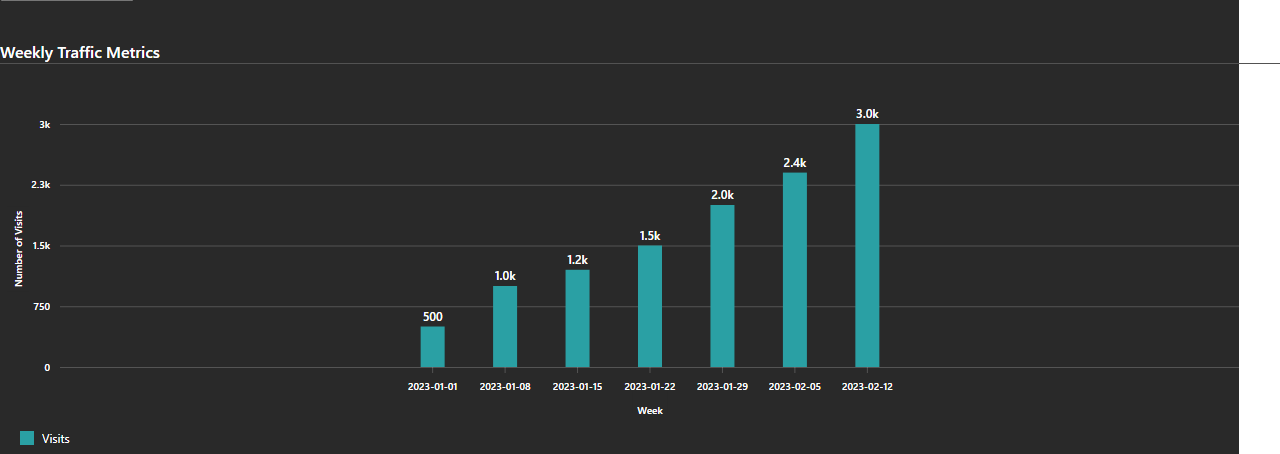 Weekly Traffic Metrics
3.0k
3k
2.4k
2.3k
2.0k
Number of Visits
1.5k
1.5k
1.2k
1.0k
750
500
0
2023-01-01 2023-01-08 2023-01-15 2023-01-22 2023-01-29 2023-02-05 2023-02-12
Week
Visits